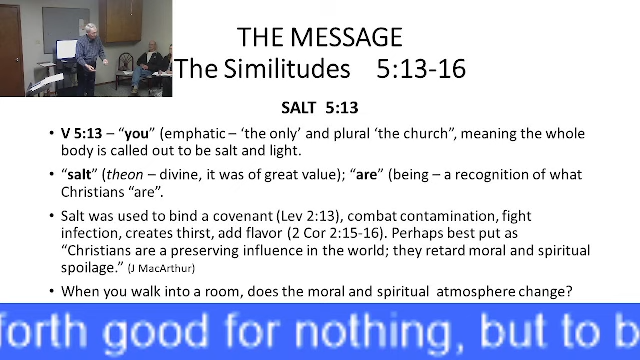 THE MESSAGE
The Similitudes 5:13-16
SALT 5:13
• V 5:13 – “you” (emphatic – ‘the only’ and plural ‘the church”, meaning the whole
body is called out to be salt and light.
• “salt” (theon – divine, it was of great value); “are” (being – a recognition of what
Christians “are”.
• Salt was used to bind a covenant (Lev 2:13), combat contamination, fight
infection, creates thirst, add flavor (2 Cor 2:15-16). Perhaps best put as
“Christians are a preserving influence in the world; they retard moral and spiritual
spoilage.” (J MacArthur)
• When you walk into a room, does the moral and spiritual atmosphere change?
forth good for nothing, but to b